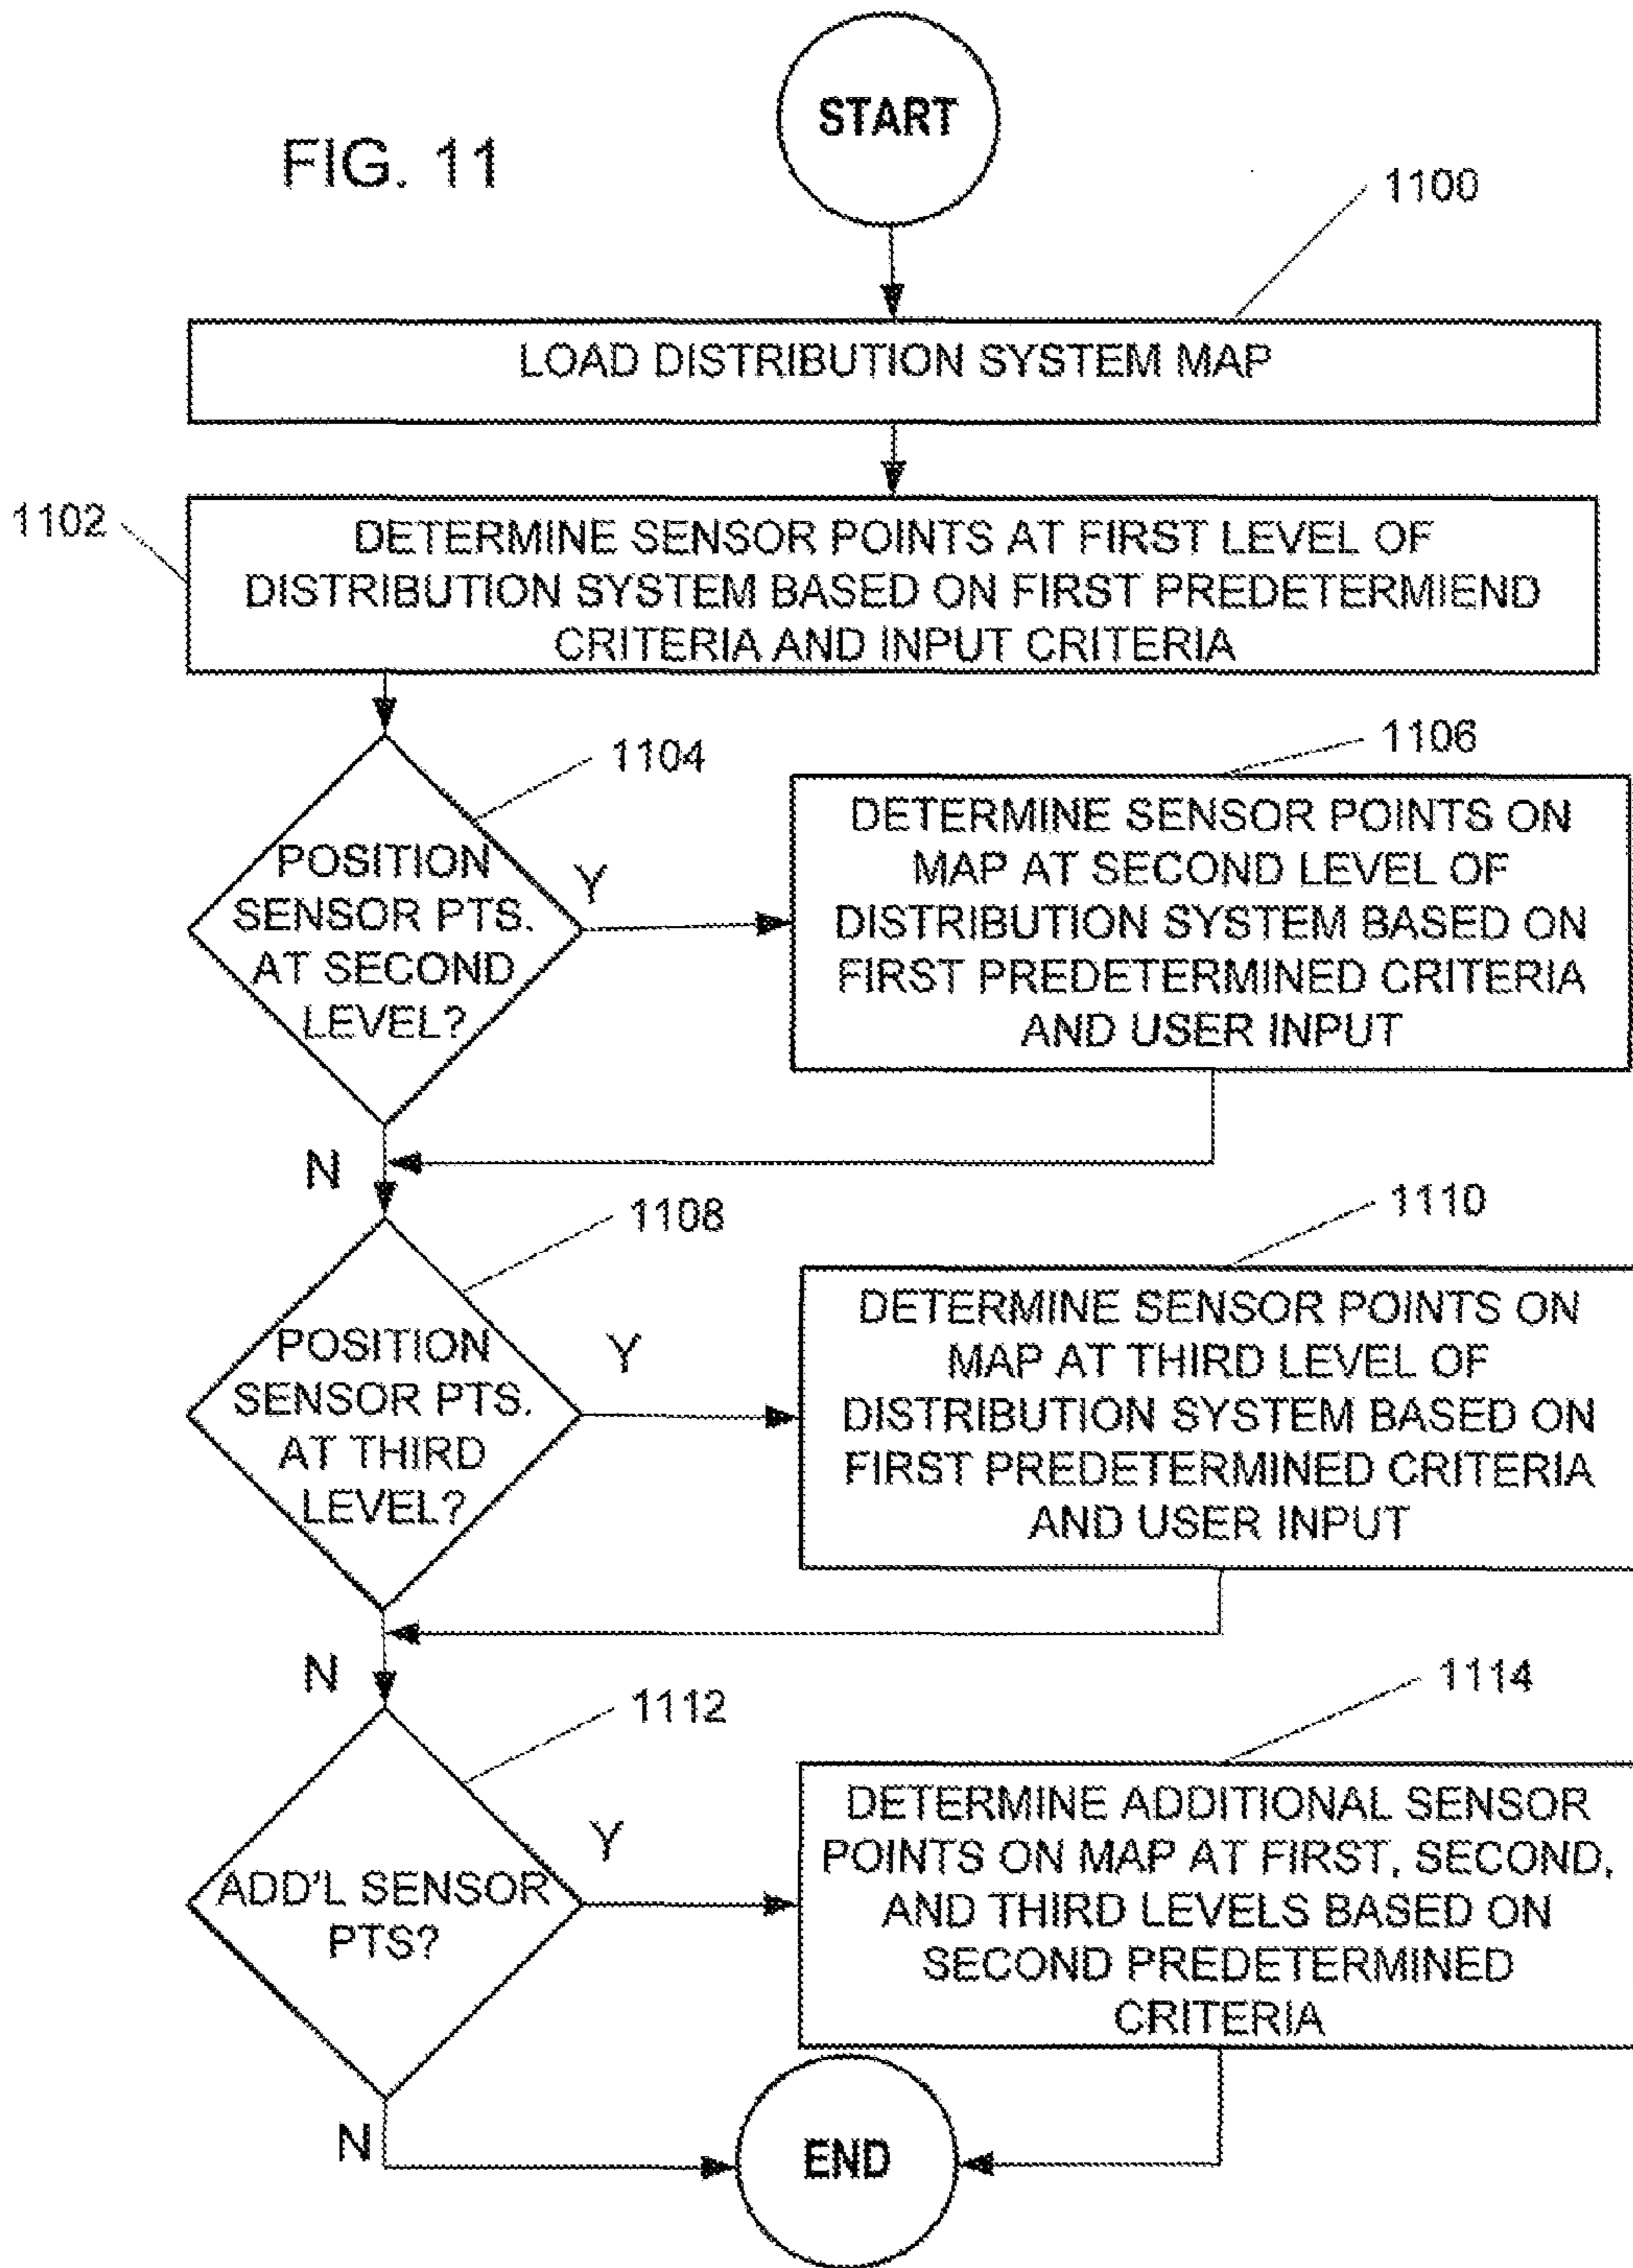 START
FIG. 11
1100
LOAD DISTRIBUTION SYSTEM MAP
1102
DETERMINE SENSOR POINTS AT FIRST LEVEL OF
DISTRIBUTION SYSTEM BASED ON FIRST PREDETERMIEND
CRITERIA AND INPUT CRITERIA
1104
POSITION
SENSOR PTS.
AT SECOND
LEVEL?
Y
N
1106
DETERMINE SENSOR POINTS ON
MAP AT SECOND LEVEL OF
DISTRIBUTION SYSTEM BASED ON
FIRST PREDETERMINED CRITERIA
AND USER INPUT
1108
POSITION
SENSOR PTS.
AT THIRD
LEVEL?
Y
N
1110
DETERMINE SENSOR POINTS ON
MAP AT THIRD LEVEL OF
DISTRIBUTION SYSTEM BASED ON
FIRST PREDETERMINED CRITERIA
AND USER INPUT
1112
ADD'L SENSOR
PTS?
Y
N
1114
DETERMINE ADDITIONAL SENSOR
POINTS ON MAP AT FIRST, SECOND,
AND THIRD LEVELS BASED ON
SECOND PREDETERMINED
CRITERIA
END